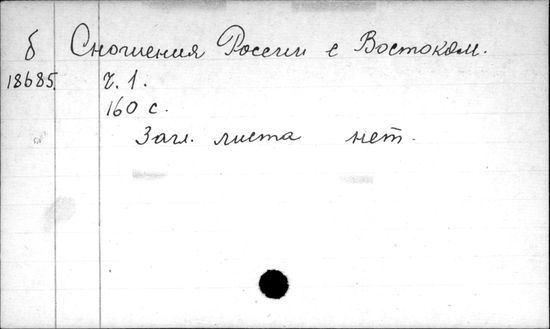 б Сношения России с Востоком.
18685. Ч. 1.
160 с.
Загл. листа нет.